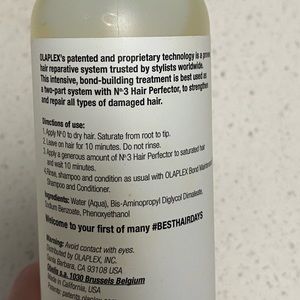 OLAPLEX's patented and proprietary technology is a
hair reparative system trusted by stylists worldwide.
This intensive, bond-building treatment is best used as
a two-part system with Nº3 Hair Perfector, to strengthen
and repair all types of damaged hair.
Directions of use:
1. Apply Nº0 to dry hair. Saturate from root to tip.
2. Leave on hair for 10 minutes. Do not rinse.
3. Apply a generous amount of Nº3 Hair Perfector to saturated hair
and wait 10 minutes.
4. Rinse, shampoo and condition as usual with OLAPLEX Bond Maintenance
Shampoo and Conditioner.
Ingredients: Water (Aqua), Bis-Aminopropyl Diglycol Dimaleate,
Sodium Benzoate, Phenoxyethanol
Welcome to your first of many #BESTHAIRDAYS
Warning: Avoid contact with eyes.
Distributed by OLAPLEX, INC.
Santa Barbara, CA 93108 USA
s.a. 1030 Brussels Belgium
Made in California, USA
Patents: patents.olaplex